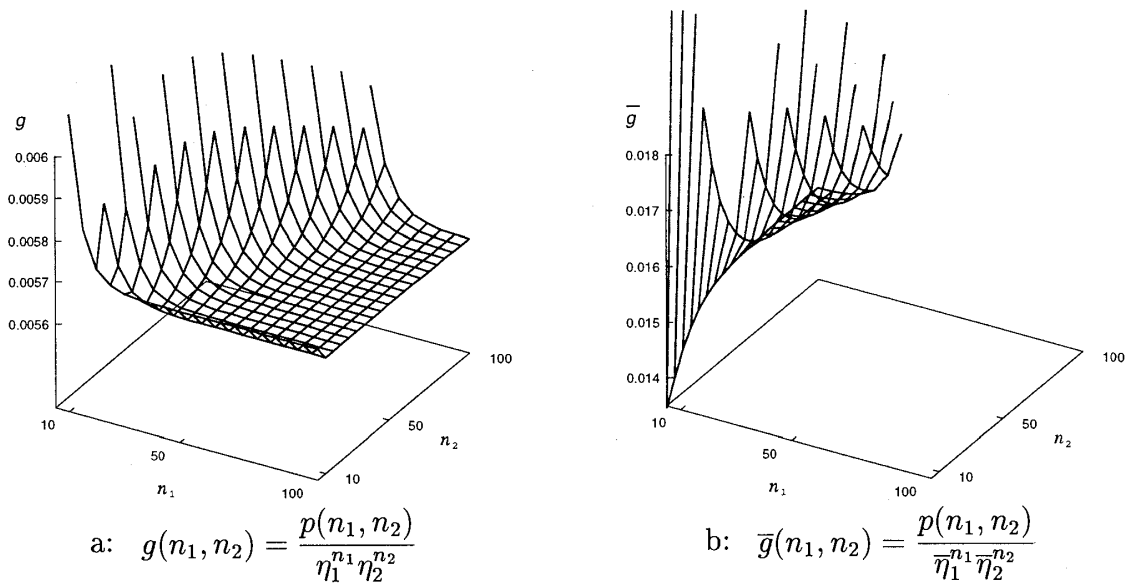 g
0.006
0.0059
0.0058
0.0057
0.0056
10
50
100
n₁
10
50
100
n₂
a: g(n₁, n₂) = p(n₁, n₂) / η₁^{n₁} η₂^{n₂}
g̅
0.018
0.017
0.016
0.015
0.014
10
50
100
n₁
10
50
100
n₂
b: g̅(n₁, n₂) = p(n₁, n₂) / η̅₁^{n₁} η̅₂^{n₂}